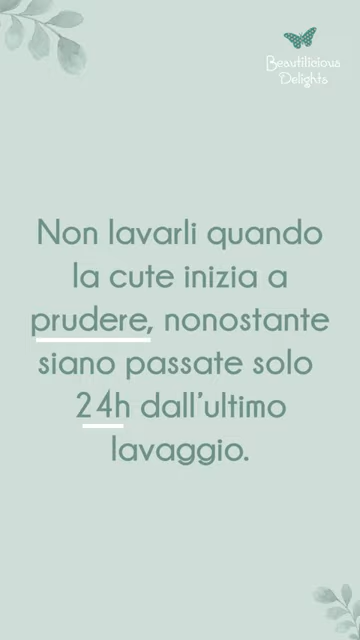 Beautilicious
Delights
Non lavarli quando
la cute inizia a
prudere, nonostante
siano passate solo
24h dall'ultimo
lavaggio.